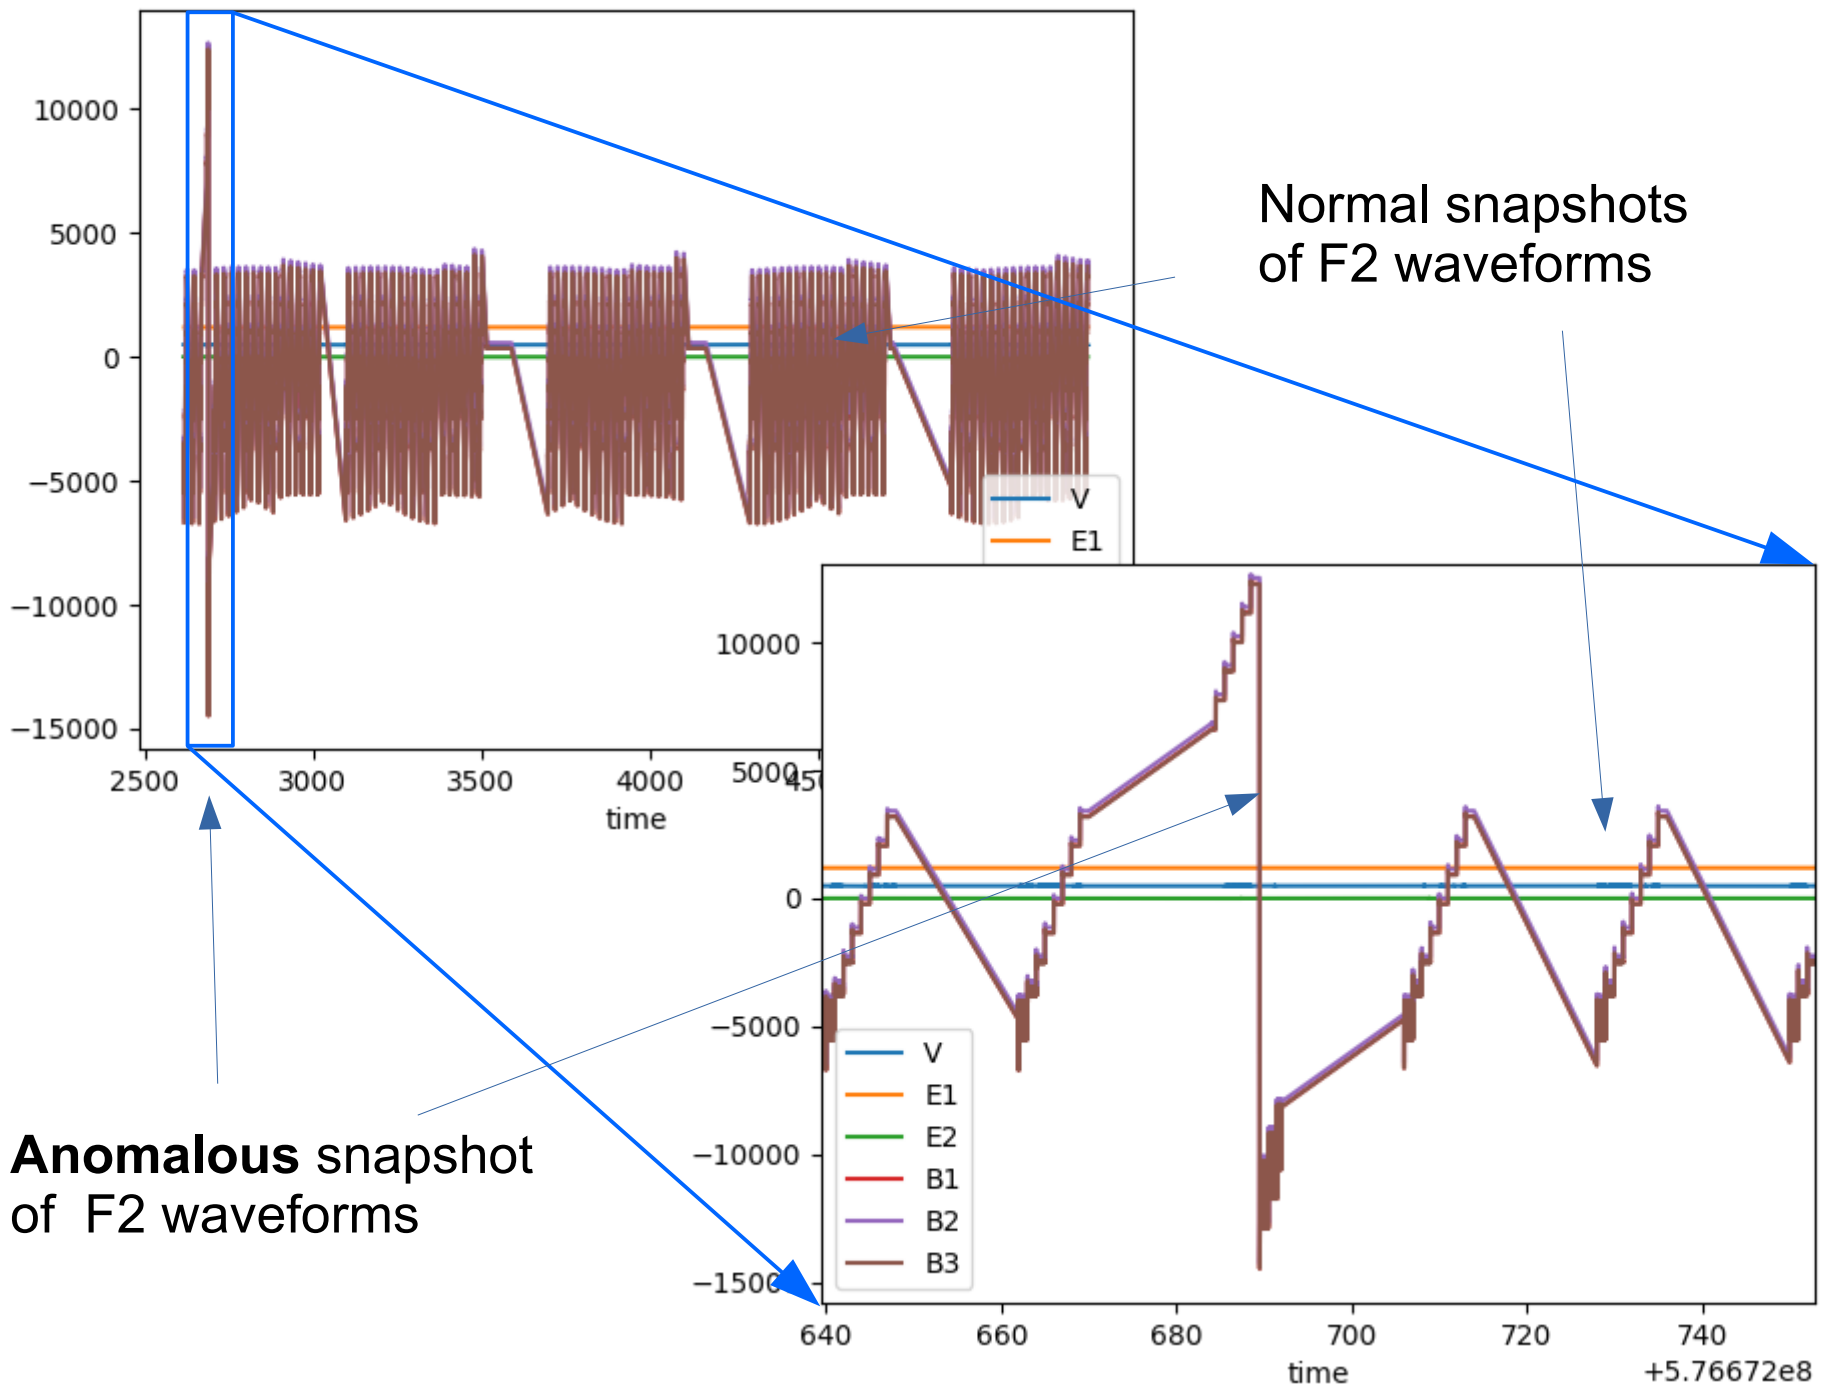 10000
5000
0
−5000
−10000
−15000
2500
3000
3500
4000
time
V
E1
Normal snapshots
of F2 waveforms
10000
5000
0
−5000
−10000
V
E1
E2
B1
B2
B3
640
660
680
700
720
740
time
+5.76672e8
Anomalous snapshot
of  F2 waveforms